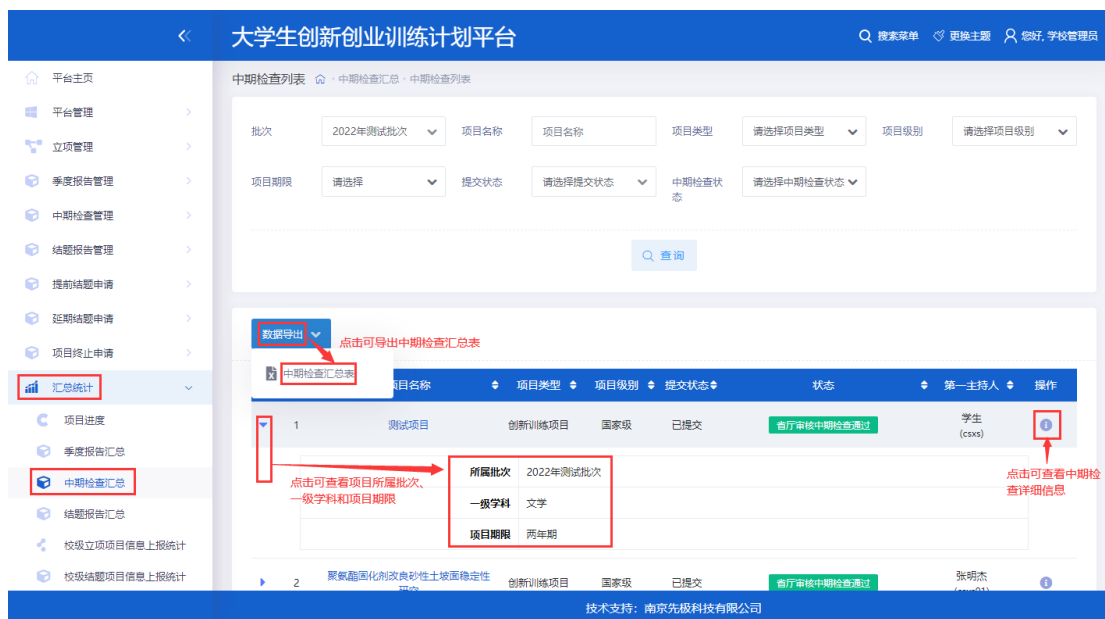 大学生创新创业训练计划平台
搜索菜单 更换主题 您好, 学校管理员
平台主页
平台管理
立项管理
季度报告管理
中期检查管理
结题报告管理
提前结题申请
延期结题申请
项目终止申请
汇总统计
项目进度
季度报告汇总
中期检查汇总
结题报告汇总
校级立项项目信息上报统计
校级结题项目信息上报统计
中期检查列表 · 中期检查汇总 · 中期检查列表
批次 2022年测试批次 项目名称 项目名称 项目类型 请选择项目类型 项目级别 请选择项目级别
项目期限 请选择 提交状态 请选择提交状态 中期检查状 请选择中期检查状态
态
查询
数据导出
点击可导出中期检查汇总表
中期检查汇总表
项目名称 项目类型 项目级别 提交状态 状态 第一主持人 操作
1 测试项目 创新训练项目 国家级 已提交 省厅审核中期检查通过 学生
(csxs)
所属批次 2022年测试批次
一级学科 文学
项目期限 两年期
点击可查看项目所属批次、
一级学科和项目期限
点击可查看中期检
查详细信息
2 聚氨酯固化剂改良砂性土坡面稳定性 创新训练项目 国家级 已提交 省厅审核中期检查通过 张明杰
技术支持：南京先极科技有限公司